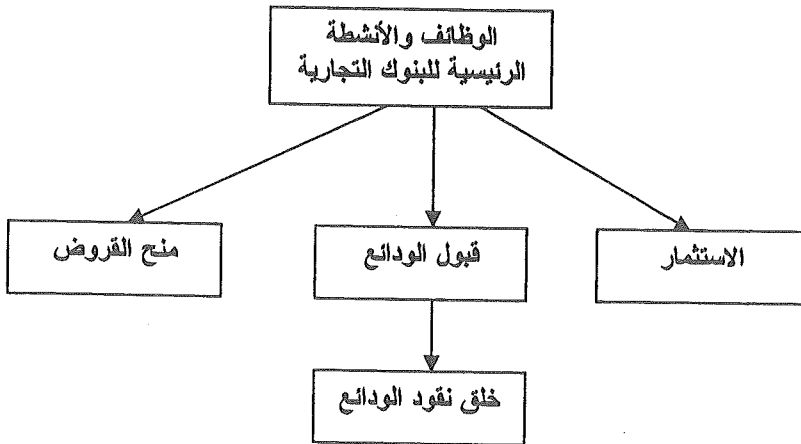 الوظائف والأنشطة
الرئيسية للبنوك التجارية
الاستثمار
قبول الودائع
منح القروض
خلق نقود الودائع